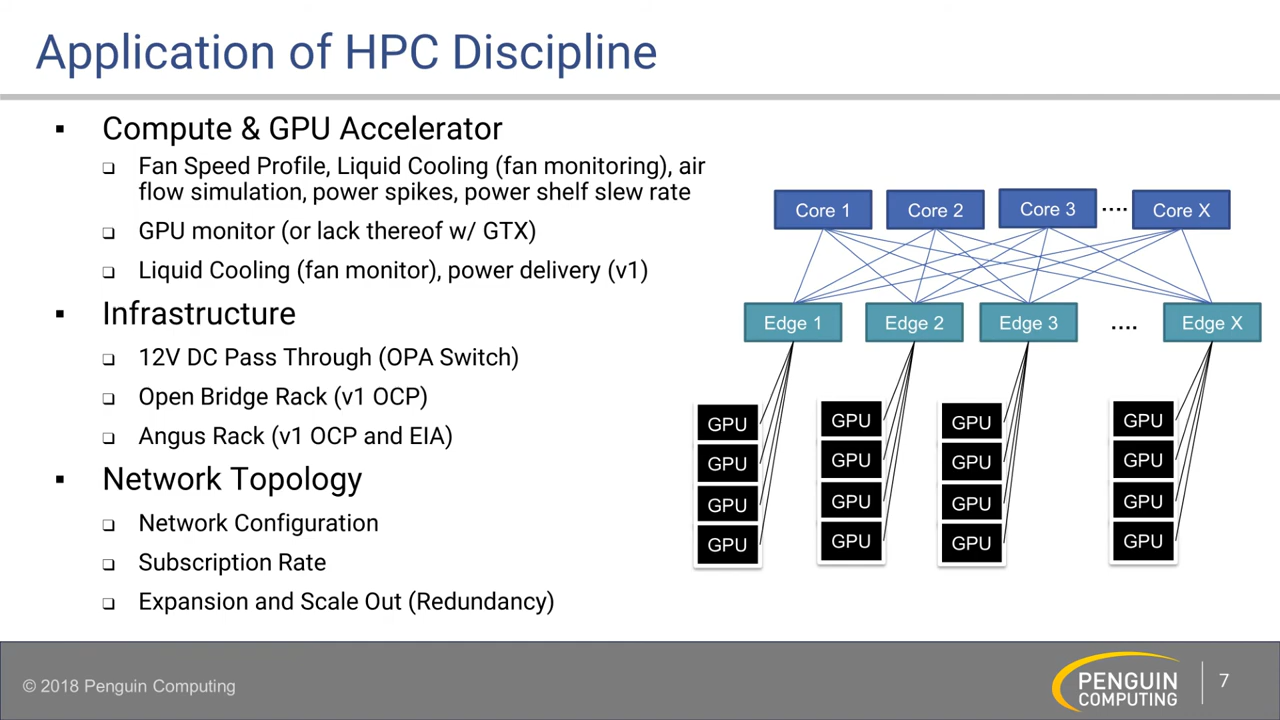 Application of HPC Discipline
▪ Compute & GPU Accelerator
❑ Fan Speed Profile, Liquid Cooling (fan monitoring), air
flow simulation, power spikes, power shelf slew rate
❑ GPU monitor (or lack thereof w/ GTX)
❑ Liquid Cooling (fan monitor), power delivery (v1)
▪ Infrastructure
❑ 12V DC Pass Through (OPA Switch)
❑ Open Bridge Rack (v1 OCP)
❑ Angus Rack (v1 OCP and EIA)
▪ Network Topology
❑ Network Configuration
❑ Subscription Rate
❑ Expansion and Scale Out (Redundancy)
Core 1 Core 2 Core 3 .... Core X
Edge 1 Edge 2 Edge 3 .... Edge X
GPU GPU GPU GPU
GPU GPU GPU GPU
GPU GPU GPU GPU
GPU GPU GPU GPU
© 2018 Penguin Computing
PENGUIN
COMPUTING
7